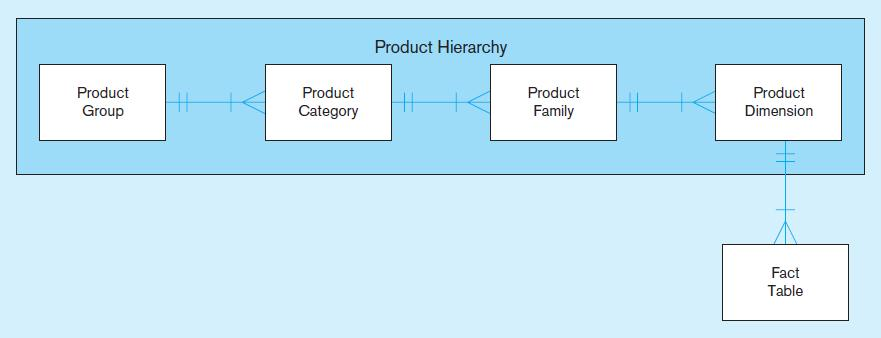 Product Hierarchy
Product
Group
Product
Category
Product
Family
Product
Dimension
Fact
Table